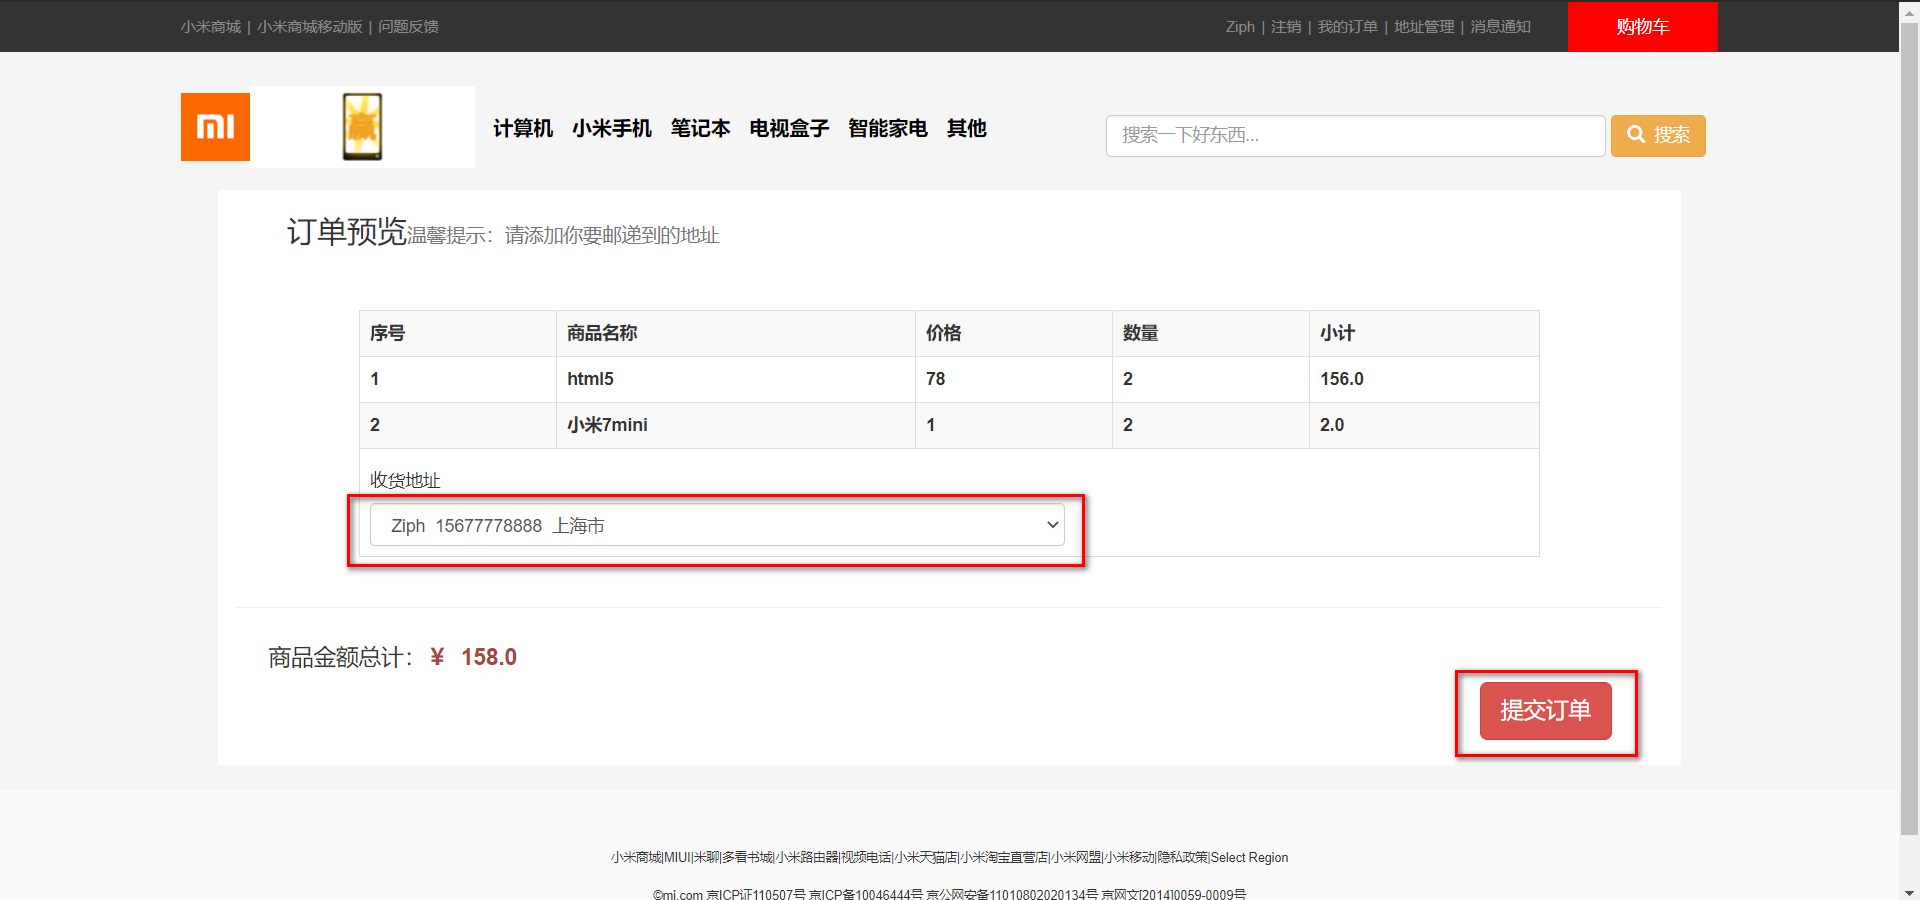 小米商城 | 小米商城移动版 | 问题反馈
Ziph | 注销 | 我的订单 | 地址管理 | 消息通知
购物车
mi
赢
计算机 小米手机 笔记本 电视盒子 智能家电 其他
搜索一下好东西...
搜索
订单预览温馨提示：请添加你要邮递到的地址
序号 商品名称 价格 数量 小计
1 html5 78 2 156.0
2 小米7mini 1 2 2.0
收货地址
Ziph 15677778888 上海市
商品金额总计： ¥ 158.0
提交订单
小米商城|MIUI|米聊|多看书城|小米路由器|视频电话|小米天猫店|小米淘宝直营店|小米网盟|小米移动|隐私政策|Select Region
©mi.com 京ICP证110507号 京ICP备10046444号 京公网安备11010802020134号 京网文[2014]0059-0009号